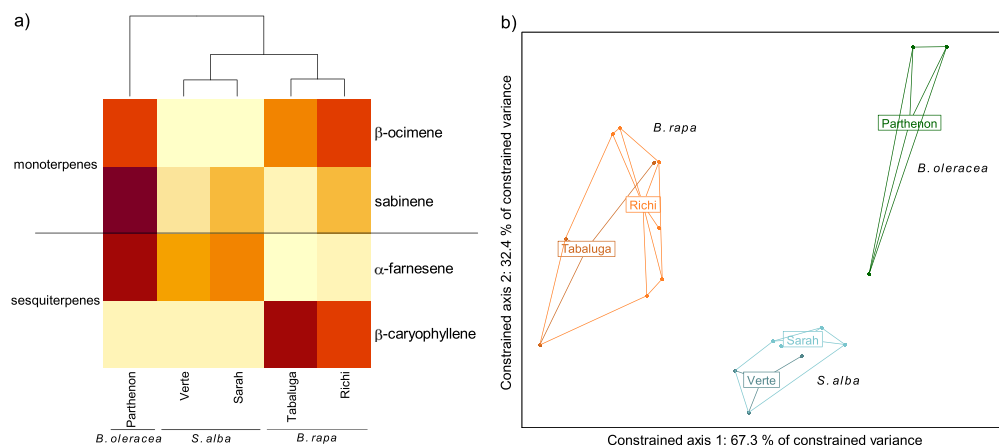 a)
β-ocimene
monoterpenes
sabinene
α-farnesene
sesquiterpenes
β-caryophyllene
Parthenon
Verte
Sarah
Tabaluga
Richi
B. oleracea
S. alba
B. rapa
b)
Constrained axis 2: 32.4 % of constrained variance
Parthenon
B. rapa
B. oleracea
Richi
Tabaluga
Sarah
Verte
S. alba
Constrained axis 1: 67.3 % of constrained variance